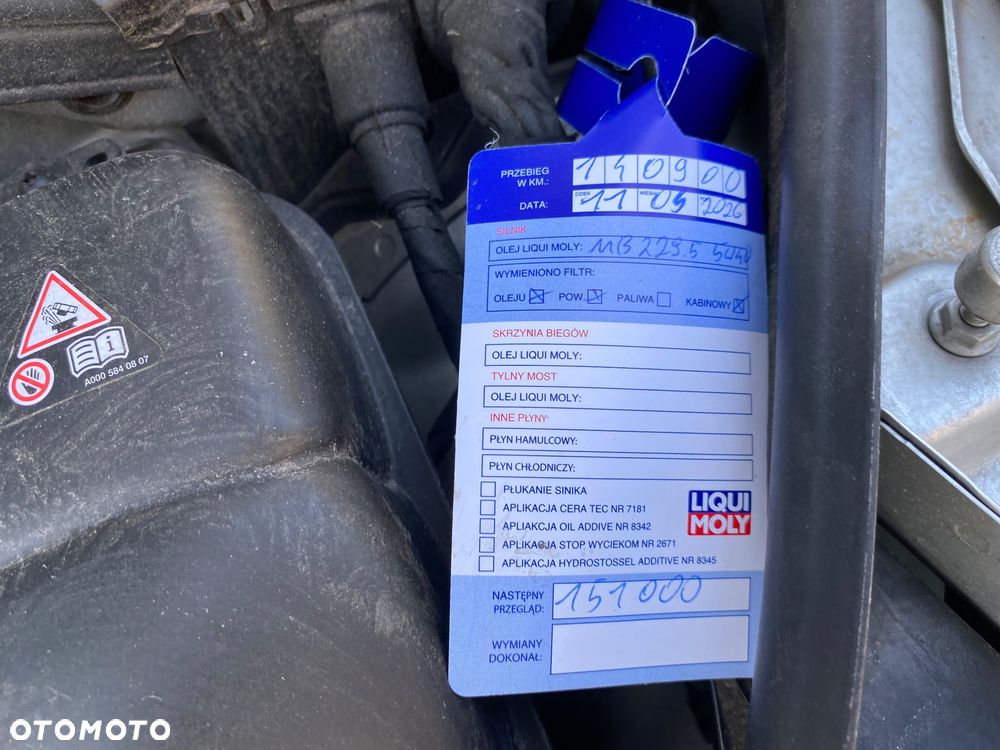 PRZEBIEG
W KM.: 140900
DATA: DZIEŃ 11 MIESIĄC 05 2026
SILNIK
OLEJ LIQUI MOLY: MB 229.5 5W40
WYMIENIONO FILTR:
OLEJU POW. PALIWA KABINOWY
SKRZYNIA BIEGÓW
OLEJ LIQUI MOLY:
TYLNY MOST
OLEJ LIQUI MOLY:
INNE PŁYNY
PŁYN HAMULCOWY:
PŁYN CHŁODNICZY:
PŁUKANIE SINIKA
APLIKACJA CERA TEC NR 7181
APLIAKCJA OIL ADDIVE NR 8342
APLIKACJA STOP WYCIEKOM NR 2671
APLIKACJA HYDROSTOSSEL ADDITIVE NR 8345
LIQUI
MOLY
NASTĘPNY
PRZEGLĄD: 151000
WYMIANY
DOKONAŁ:
A000 584 08 07
OTOMOTO